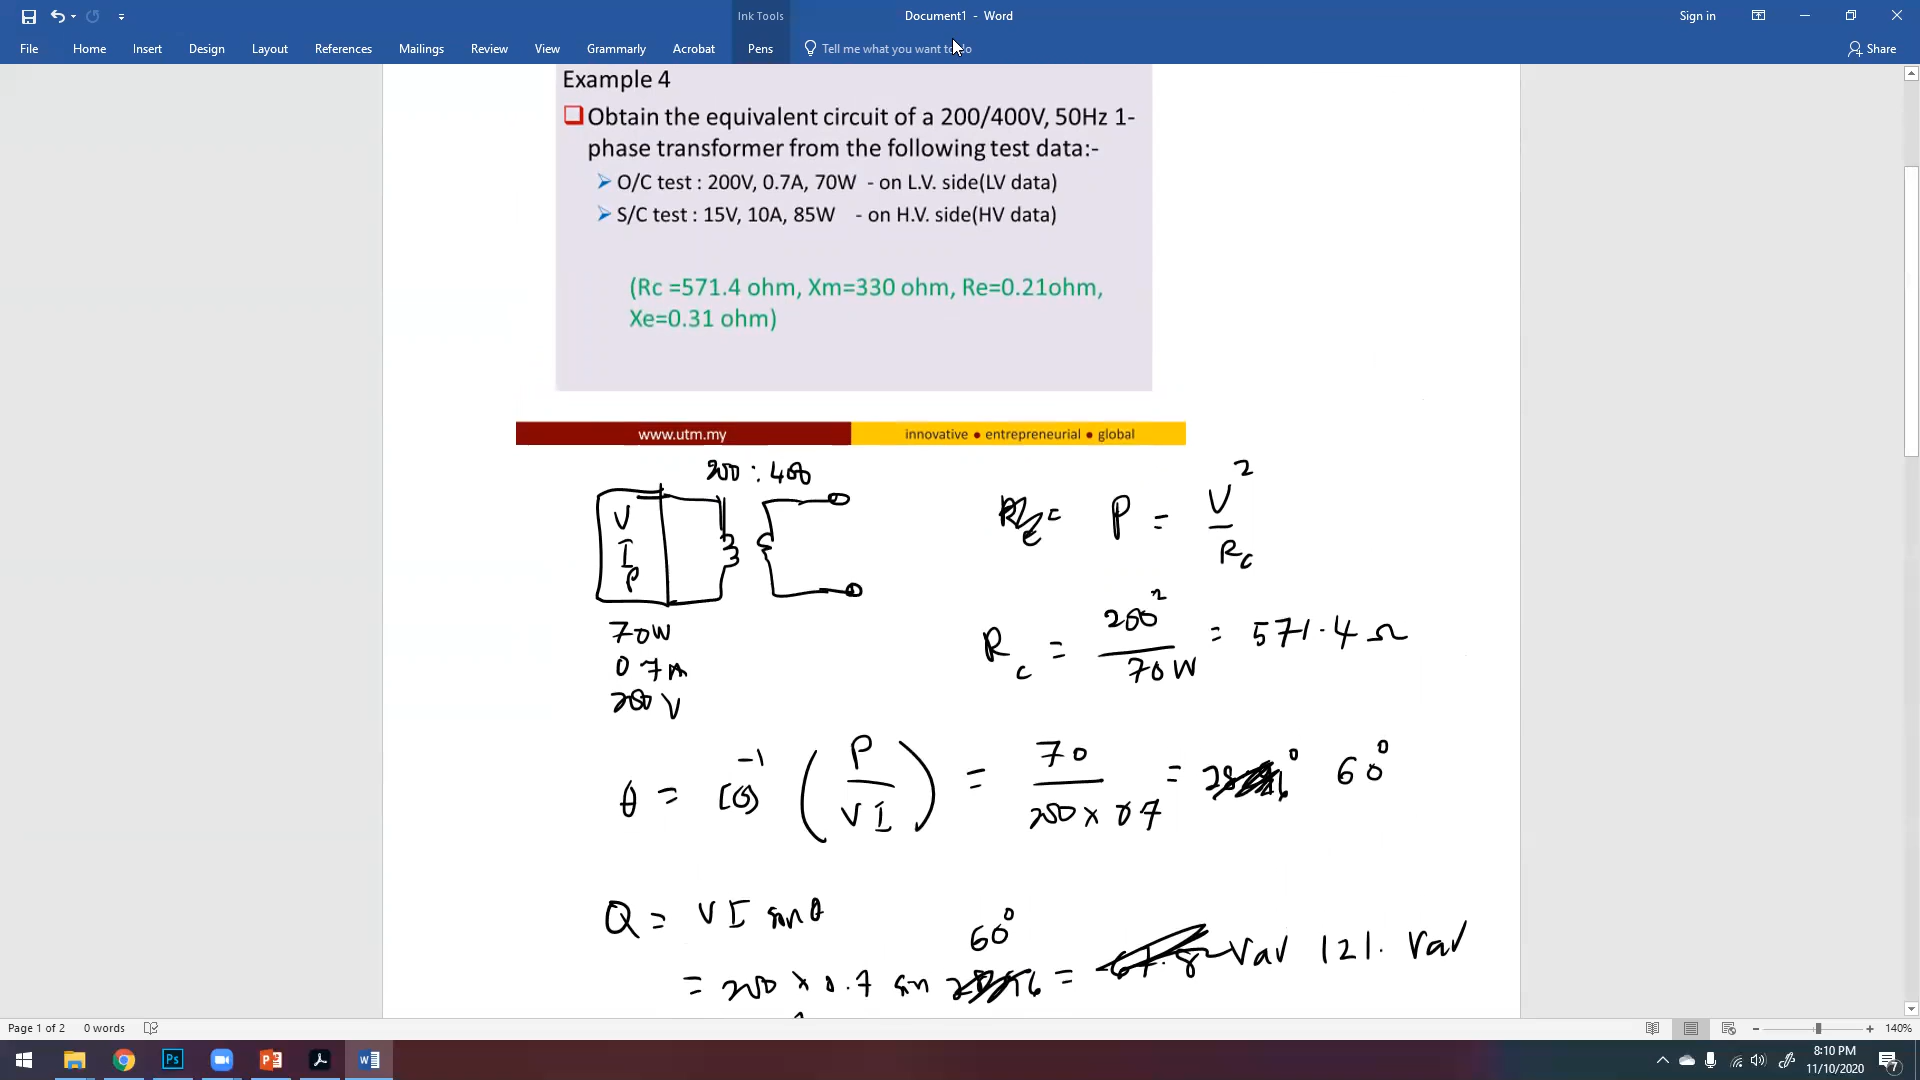 Ink Tools
Document1 - Word
Sign in
File Home Insert Design Layout References Mailings Review View Grammarly Acrobat Pens Tell me what you want to do Share
Example 4
Obtain the equivalent circuit of a 200/400V, 50Hz 1-
phase transformer from the following test data:-
O/C test : 200V, 0.7A, 70W - on L.V. side(LV data)
S/C test : 15V, 10A, 85W - on H.V. side(HV data)
(Rc =571.4 ohm, Xm=330 ohm, Re=0.21ohm,
Xe=0.31 ohm)
www.utm.my innovative ● entrepreneurial ● global
200 : 400
V
I
P
P = V² / Rc
70W
0.7A
200V
Rc = 200² / 70W = 571.4 Ω
θ = cos⁻¹ (P / VI) = 70 / 200 x 0.7 = 60°
Q = VI sin θ
60°
= 200 x 0.7 sin = Var 121. Var
Page 1 of 2 0 words
140%
8:10 PM
11/10/2020
7